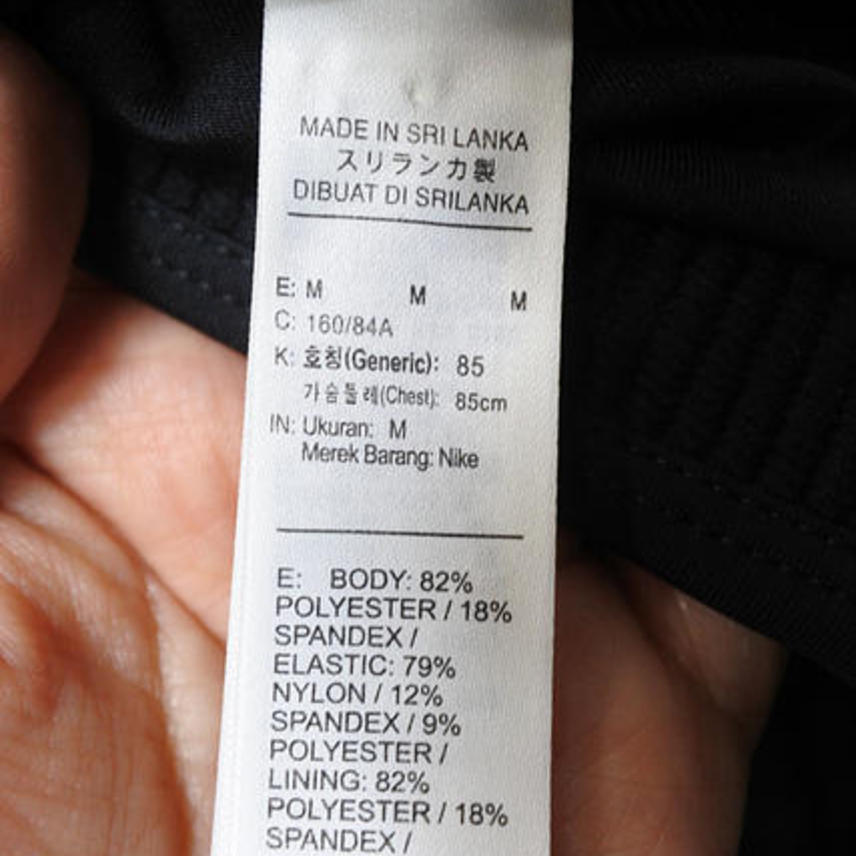 MADE IN SRI LANKA
スリランカ製
DIBUAT DI SRILANKA
E: M M M
C: 160/84A
K: 호칭(Generic): 85
가슴둘레(Chest): 85cm
IN: Ukuran: M
Merek Barang: Nike
E: BODY: 82%
POLYESTER / 18%
SPANDEX /
ELASTIC: 79%
NYLON / 12%
SPANDEX / 9%
POLYESTER /
LINING: 82%
POLYESTER / 18%
SPANDEX /